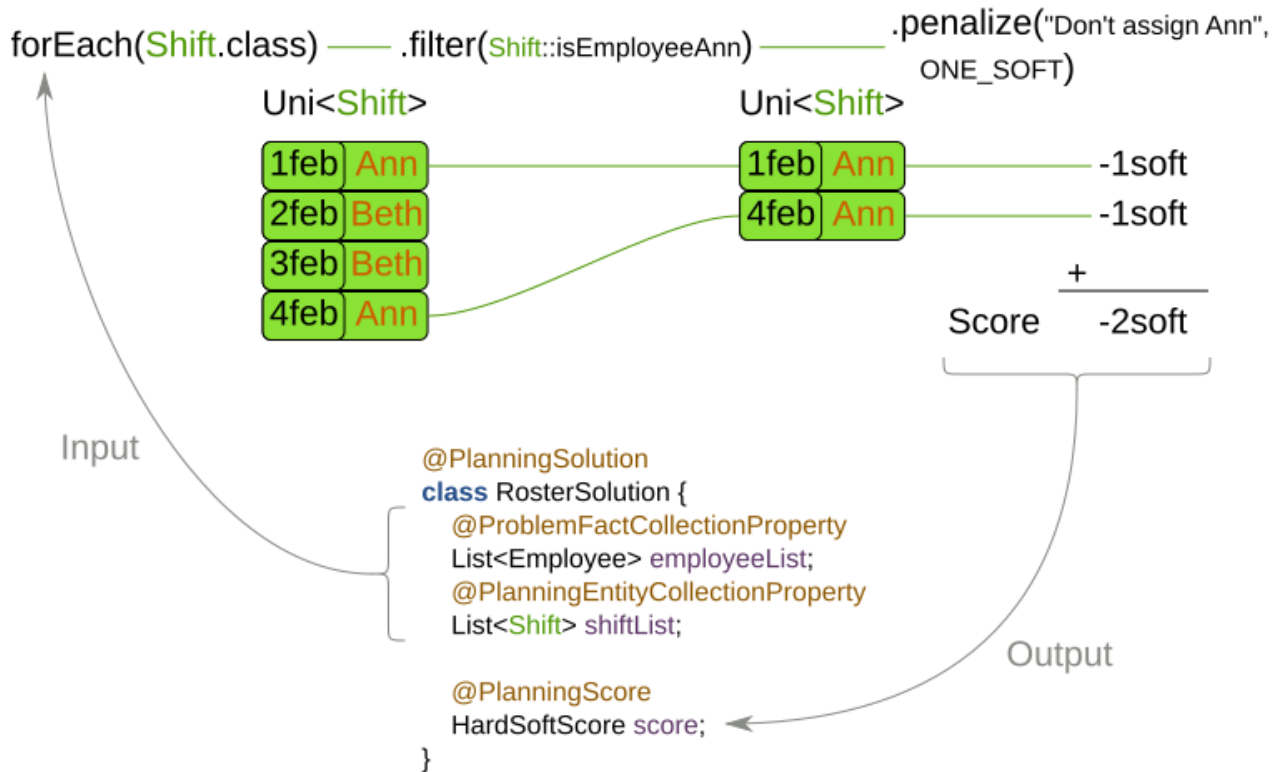 forEach(Shift.class) .filter(Shift::isEmployeeAnn) .penalize("Don't assign Ann",
ONE_SOFT)
Uni<Shift> Uni<Shift>
1feb Ann 1feb Ann -1soft
2feb Beth 4feb Ann -1soft
3feb Beth
+
4feb Ann Score -2soft
Input
@PlanningSolution
class RosterSolution {
@ProblemFactCollectionProperty
List<Employee> employeeList;
@PlanningEntityCollectionProperty
List<Shift> shiftList;
Output
@PlanningScore
HardSoftScore score;
}